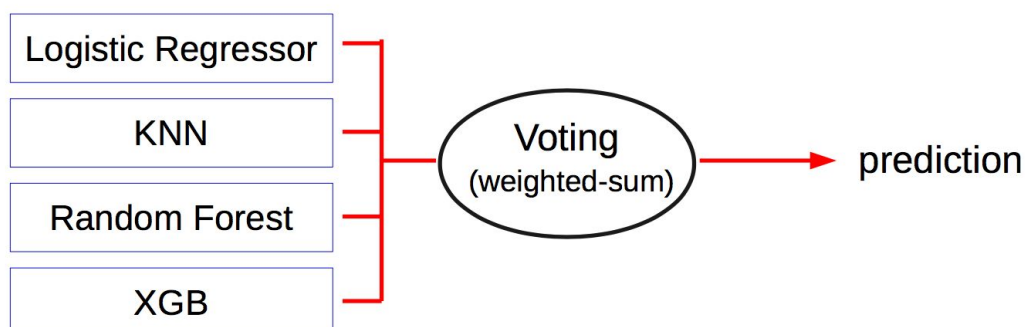 Logistic Regressor
KNN
Random Forest
XGB
Voting
(weighted-sum)
prediction